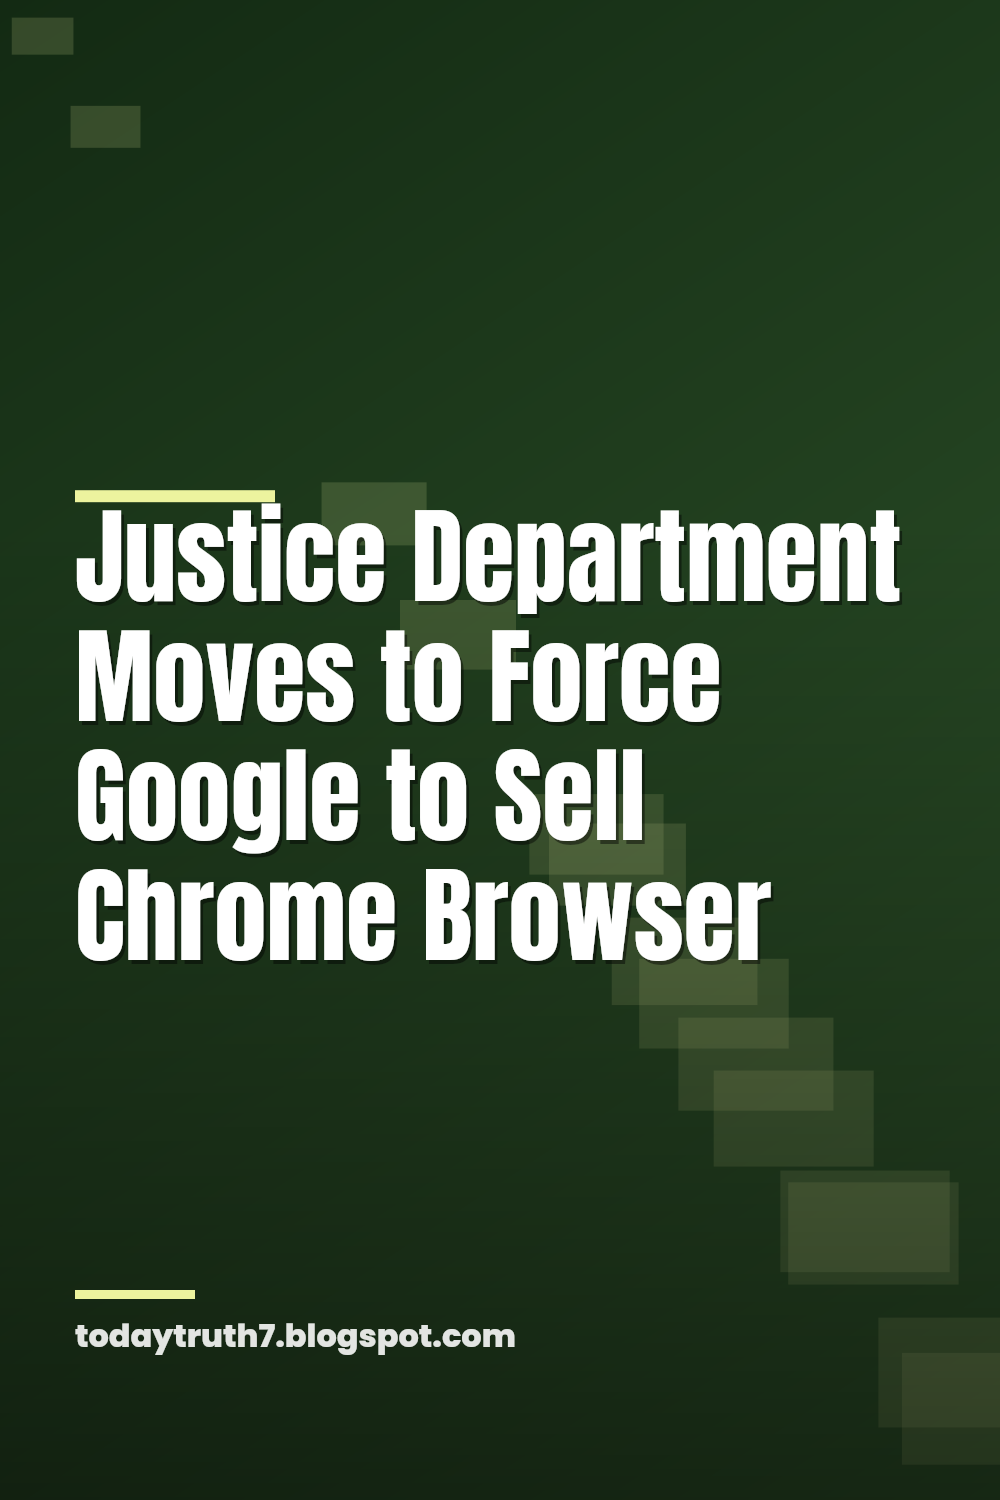 Justice Department
Moves to Force
Google to Sell
Chrome Browser
todaytruth7.blogspot.com